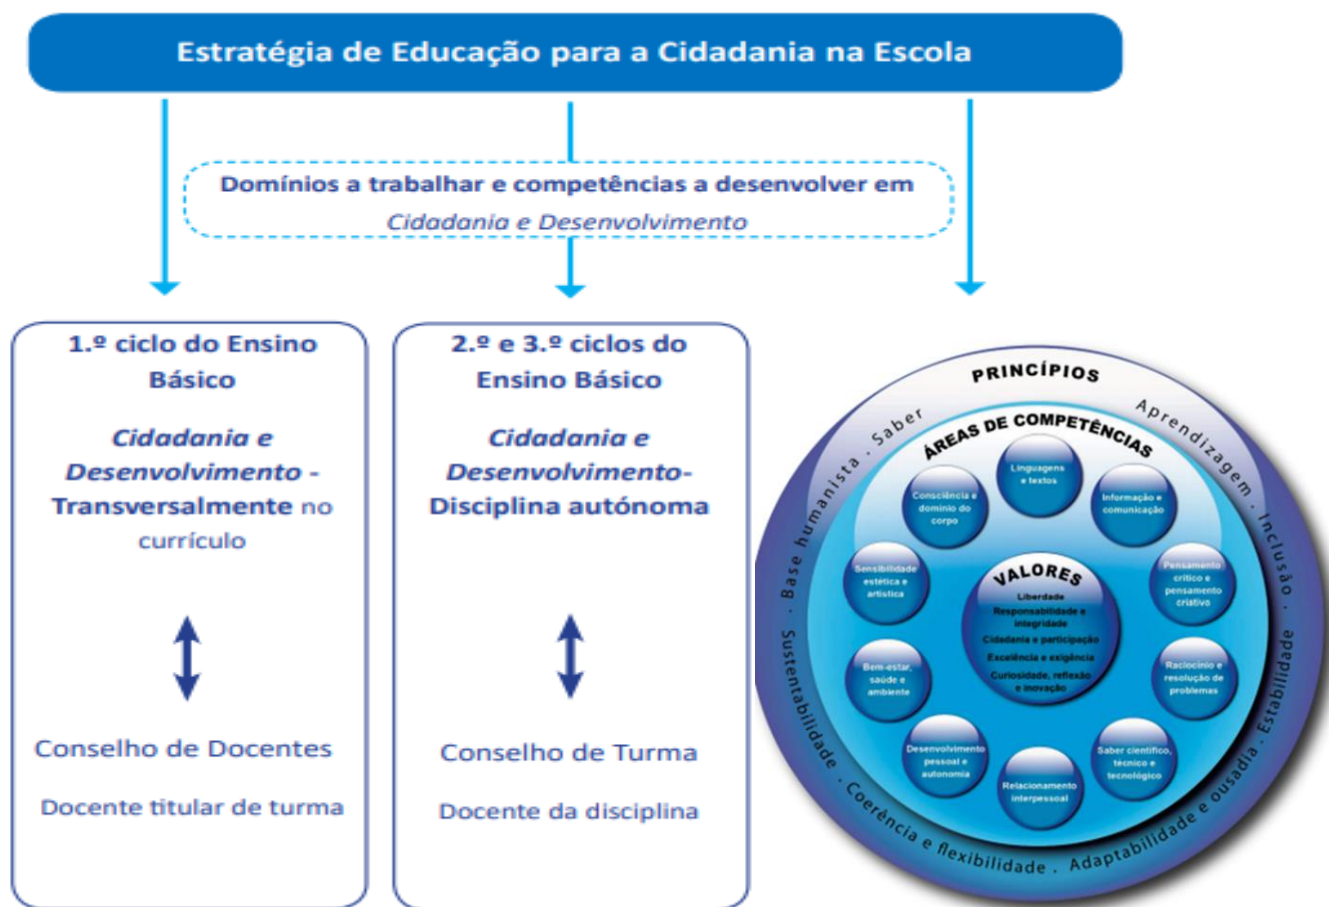 Estratégia de Educação para a Cidadania na Escola
Domínios a trabalhar e competências a desenvolver em
Cidadania e Desenvolvimento
1.º ciclo do Ensino
Básico
Cidadania e
Desenvolvimento -
Transversalmente no
currículo
Conselho de Docentes
Docente titular de turma
2.º e 3.º ciclos do
Ensino Básico
Cidadania e
Desenvolvimento-
Disciplina autónoma
Conselho de Turma
Docente da disciplina
PRINCÍPIOS
Sustentabilidade . Base humanista . Saber
Aprendizagem . Inclusão .
Coerência e flexibilidade . Adaptabilidade e ousadia . Estabilidade
ÁREAS DE COMPETÊNCIAS
Linguagens
e textos
Informação e
comunicação
Pensamento
crítico e
pensamento
criativo
Raciocínio e
resolução de
problemas
Saber científico,
técnico e
tecnológico
Relacionamento
interpessoal
Desenvolvimento
pessoal e
autonomia
Bem-estar,
saúde e
ambiente
Sensibilidade
estética e
artística
Consciência e
domínio do
corpo
VALORES
Liberdade
Responsabilidade e
integridade
Cidadania e participação
Excelência e exigência
Curiosidade, reflexão
e inovação